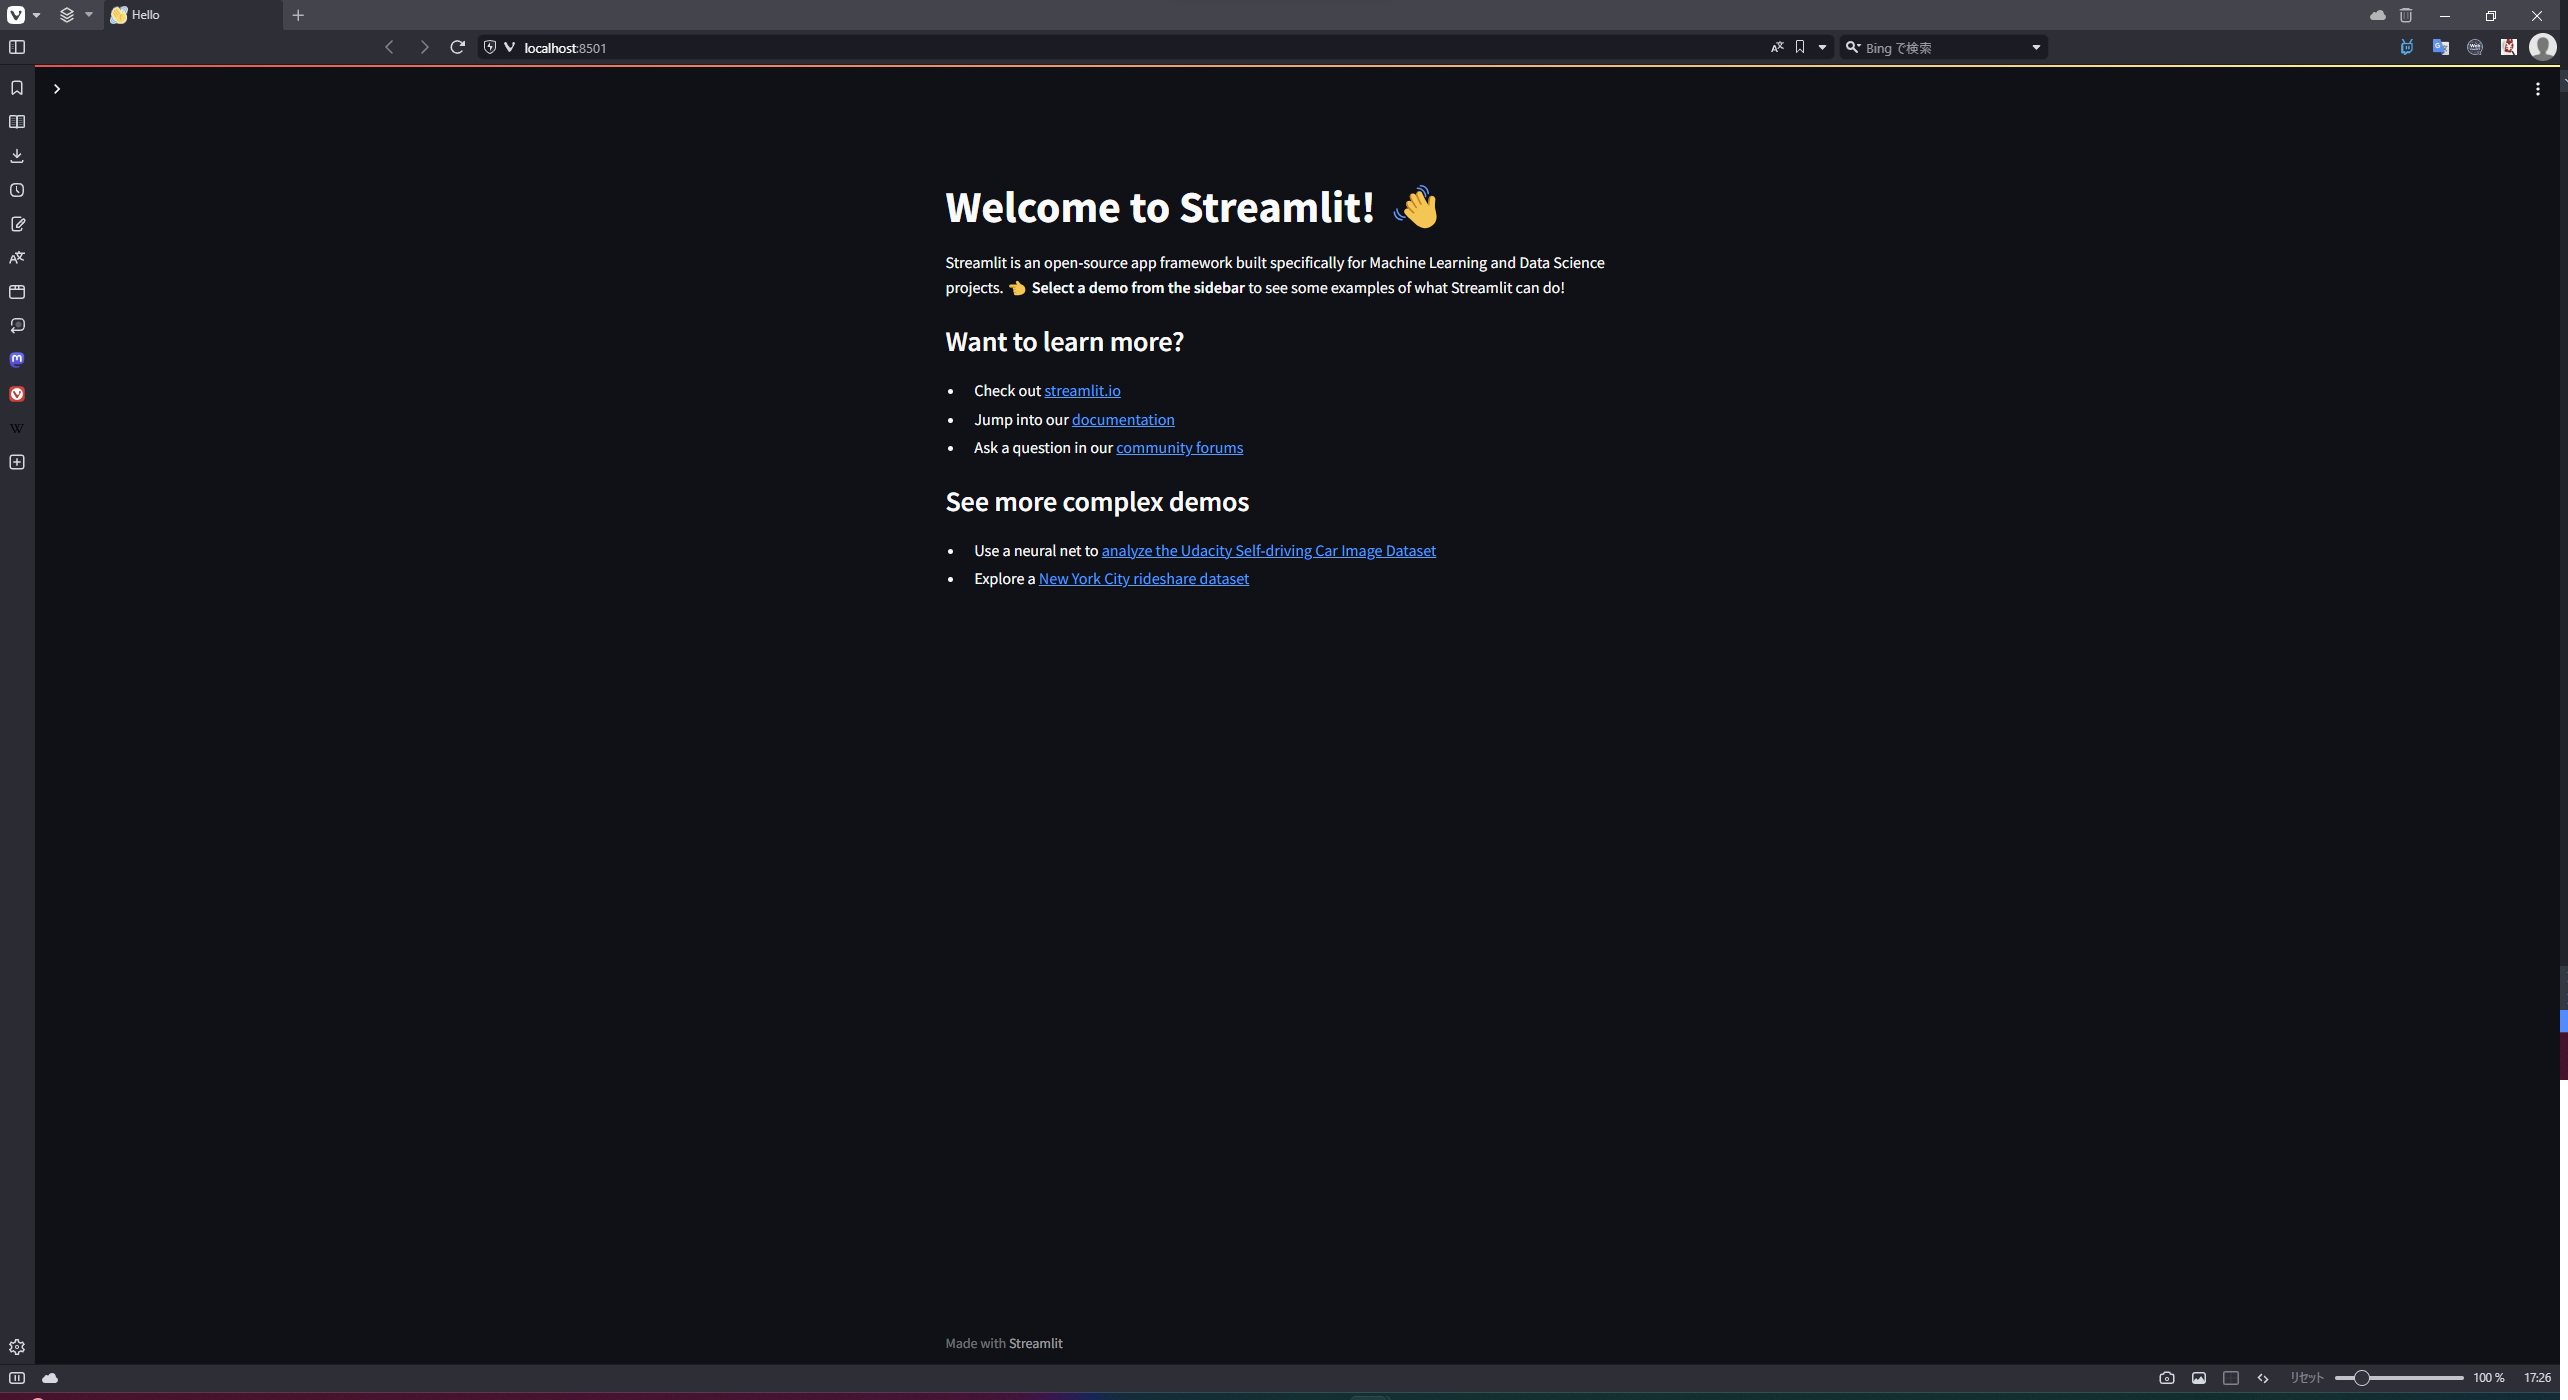 Hello
localhost:8501
Bing で検索
Welcome to Streamlit! 👋
Streamlit is an open-source app framework built specifically for Machine Learning and Data Science
projects. 👈 Select a demo from the sidebar to see some examples of what Streamlit can do!
Want to learn more?
• Check out streamlit.io
• Jump into our documentation
• Ask a question in our community forums
See more complex demos
• Use a neural net to analyze the Udacity Self-driving Car Image Dataset
• Explore a New York City rideshare dataset
Made with Streamlit
リセット 100 % 17:26